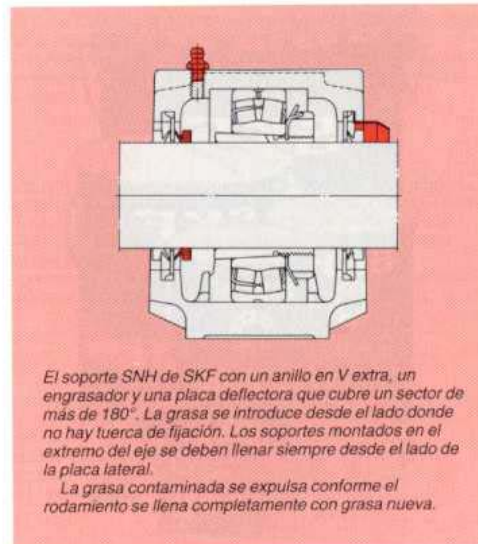 El soporte SNH de SKF con un anillo en V extra, un
engrasador y una placa deflectora que cubre un sector de
más de 180°. La grasa se introduce desde el lado donde
no hay tuerca de fijación. Los soportes montados en el
extremo del eje se deben llenar siempre desde el lado de
la placa lateral.
La grasa contaminada se expulsa conforme el
rodamiento se llena completamente con grasa nueva.